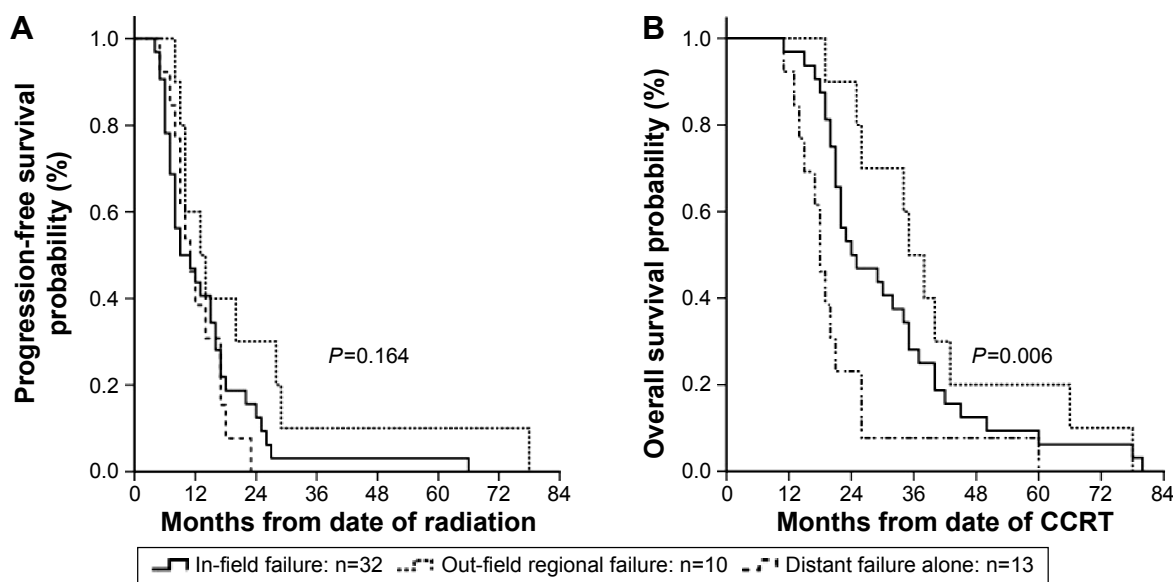 A
Progression-free survival
probability (%)
1.0
0.8
0.6
0.4
0.2
0.0
P=0.164
0 12 24 36 48 60 72 84
Months from date of radiation
B
Overall survival probability (%)
1.0
0.8
0.6
0.4
0.2
0.0
P=0.006
0 12 24 36 48 60 72 84
Months from date of CCRT
In-field failure: n=32 Out-field regional failure: n=10 Distant failure alone: n=13